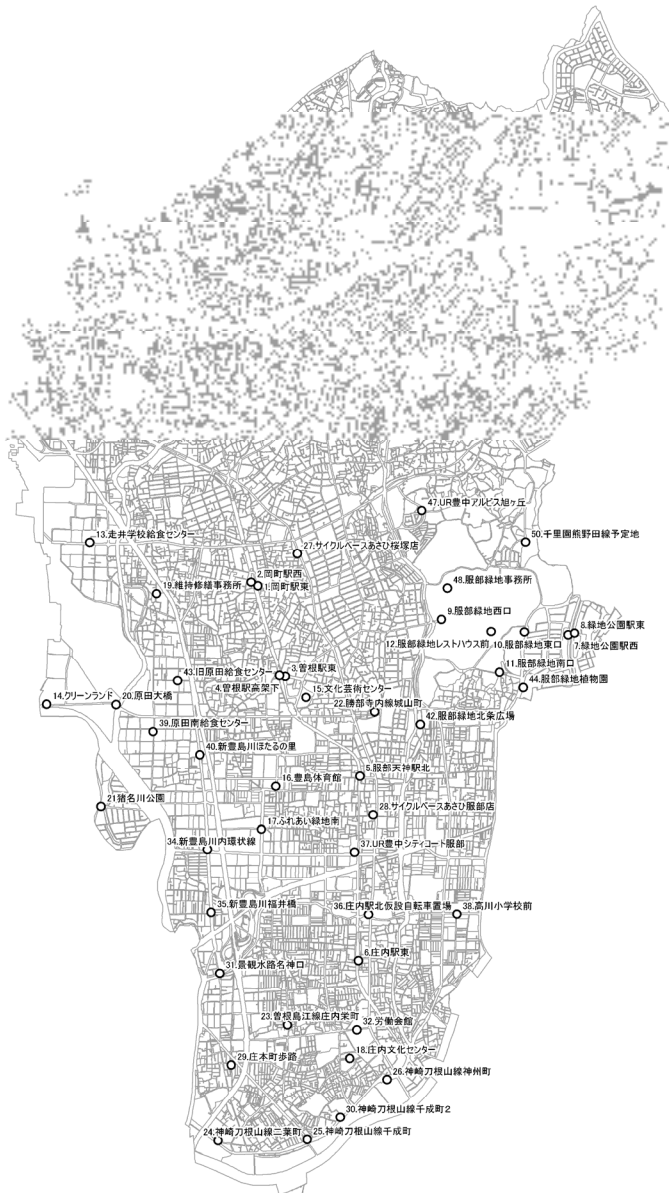 47.UR豊中アルビス旭ヶ丘
13.走井学校給食センター
50.千里園熊野田線予定地
27.サイクルベースあさひ桜塚店
2.岡町駅西
1.岡町駅東
19.維持修繕事務所
48.服部緑地事務所
9.服部緑地西口
8.緑地公園駅東
12.服部緑地レストハウス前
10.服部緑地東口
7.緑地公園駅西
11.服部緑地南口
43.旧原田給食センター
3.曽根駅東
44.服部緑地植物園
4.曽根駅高架下
14.クリーンランド
20.原田大橋
15.文化芸術センター
22.勝部寺内線城山町
42.服部緑地北条広場
39.原田南給食センター
40.新豊島川ほたるの里
5.服部天神駅北
16.豊島体育館
21猪名川公園
28.サイクルベースあさひ服部店
17.ふれあい緑地南
34.新豊島川内環状線
37.UR豊中シティコート服部
35.新豊島川福井橋
36.庄内駅北仮設自転車置場
38.高川小学校前
6.庄内駅東
31.景観水路名神口
23.曽根島江線庄内栄町
32.労働会館
18.庄内文化センター
29.庄本町歩路
26.神崎刀根山線神州町
30.神崎刀根山線千成町2
24.神崎刀根山線二葉町
25.神崎刀根山線千成町